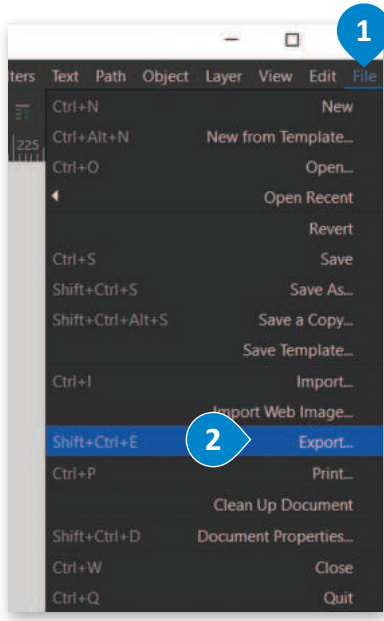 1
lters Text Path Object Layer View Edit File
225
Ctrl+N New
Ctrl+Alt+N New from Template...
Ctrl+O Open...
Open Recent
Revert
Ctrl+S Save
Shift+Ctrl+S Save As...
Shift+Ctrl+Alt+S Save a Copy...
Save Template...
Ctrl+I Import...
Import Web Image...
Shift+Ctrl+E 2 Export...
Ctrl+P Print...
Clean Up Document
Shift+Ctrl+D Document Properties...
Ctrl+W Close
Ctrl+Q Quit